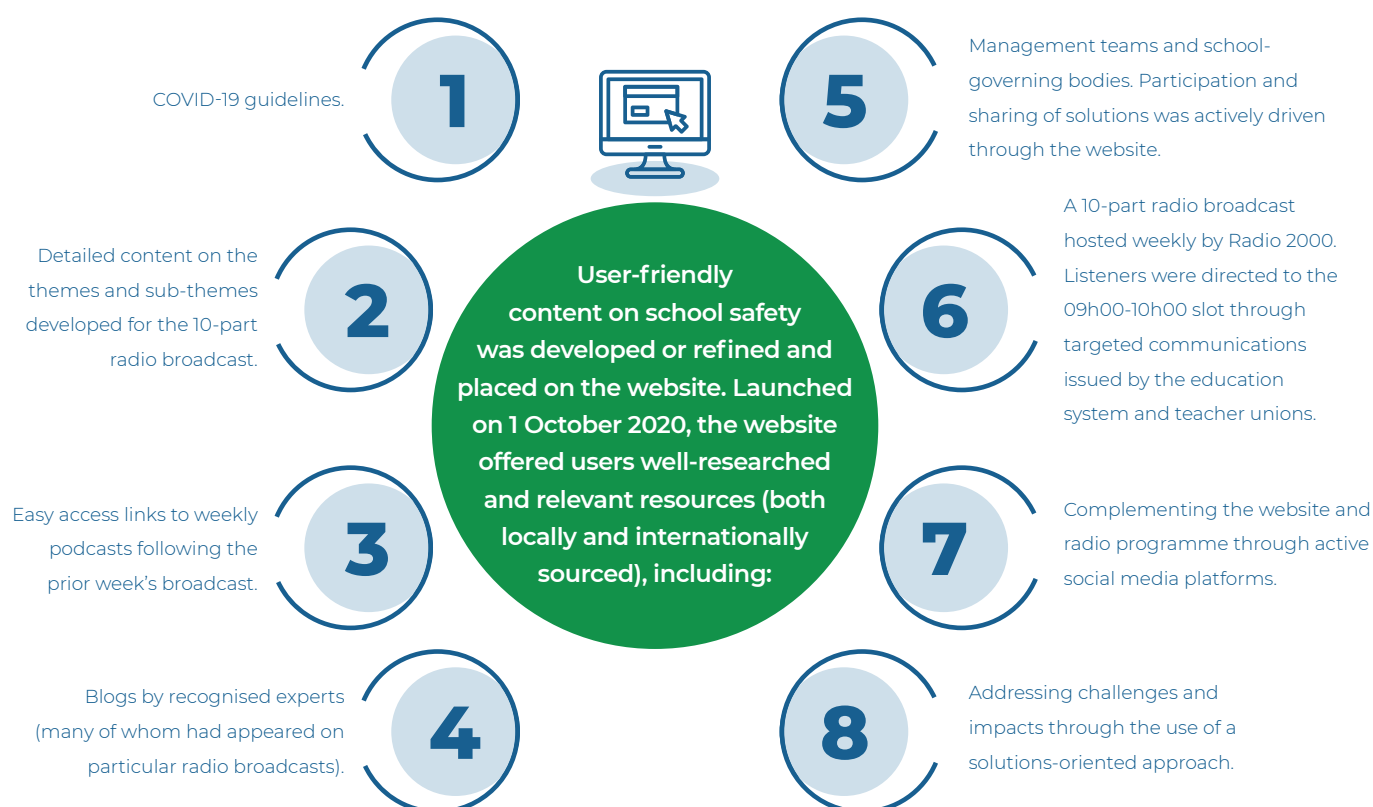 User-friendly
content on school safety
was developed or refined and
placed on the website. Launched
on 1 October 2020, the website
offered users well-researched
and relevant resources (both
locally and internationally
sourced), including:
1
COVID-19 guidelines.
2
Detailed content on the
themes and sub-themes
developed for the 10-part
radio broadcast.
3
Easy access links to weekly
podcasts following the
prior week's broadcast.
4
Blogs by recognised experts
(many of whom had appeared on
particular radio broadcasts).
5
Management teams and school-
governing bodies. Participation and
sharing of solutions was actively driven
through the website.
6
A 10-part radio broadcast
hosted weekly by Radio 2000.
Listeners were directed to the
09h00-10h00 slot through
targeted communications
issued by the education
system and teacher unions.
7
Complementing the website and
radio programme through active
social media platforms.
8
Addressing challenges and
impacts through the use of a
solutions-oriented approach.